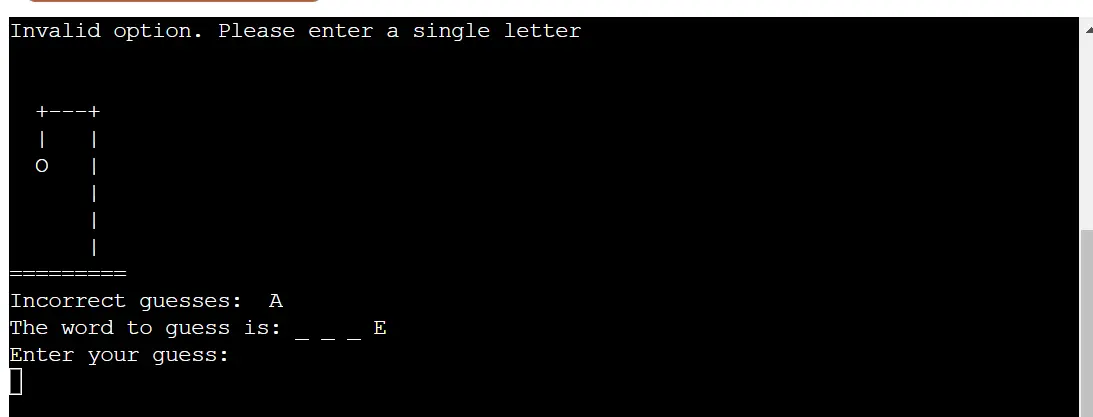 Invalid option. Please enter a single letter
+---+
|   |
O   |
|
|
|
=========
Incorrect guesses:  A
The word to guess is: _ _ _ E
Enter your guess: